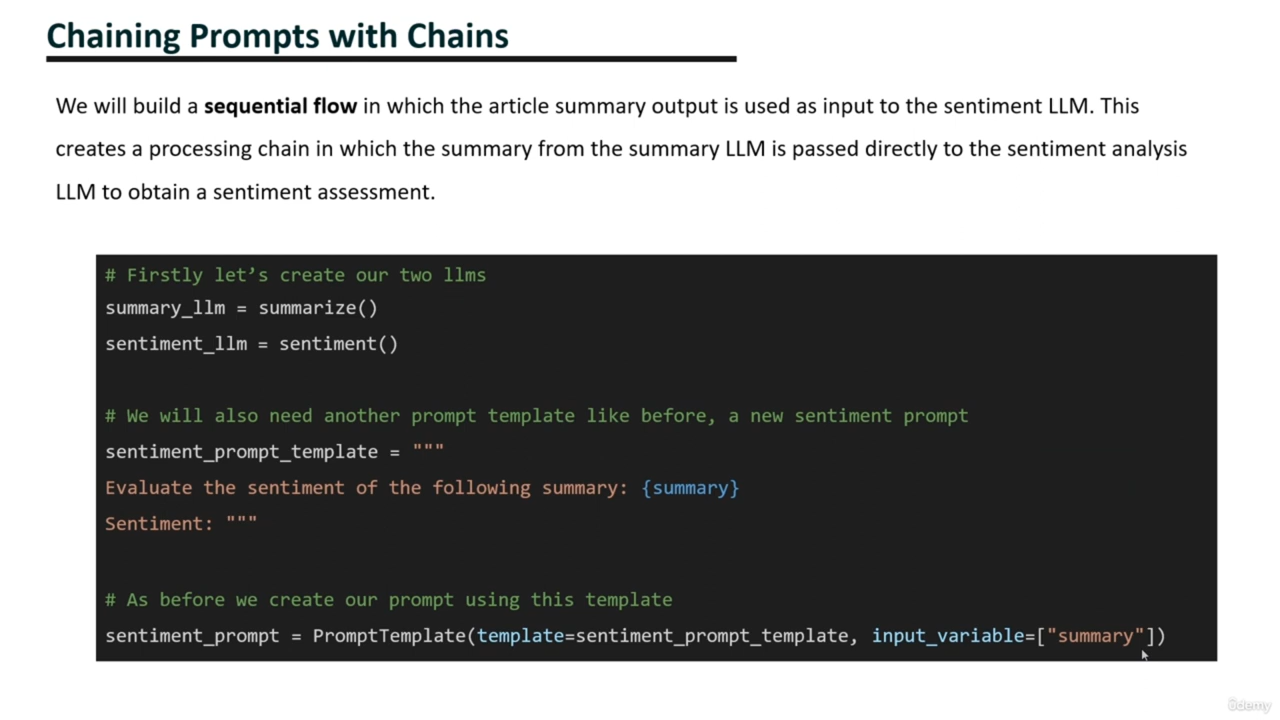 Chaining Prompts with Chains
We will build a sequential flow in which the article summary output is used as input to the sentiment LLM. This
creates a processing chain in which the summary from the summary LLM is passed directly to the sentiment analysis
LLM to obtain a sentiment assessment.
# Firstly let’s create our two llms
summary_llm = summarize()
sentiment_llm = sentiment()
# We will also need another prompt template like before, a new sentiment prompt
sentiment_prompt_template = """
Evaluate the sentiment of the following summary: {summary}
Sentiment: """
# As before we create our prompt using this template
sentiment_prompt = PromptTemplate(template=sentiment_prompt_template, input_variable=["summary"])
ûdemy